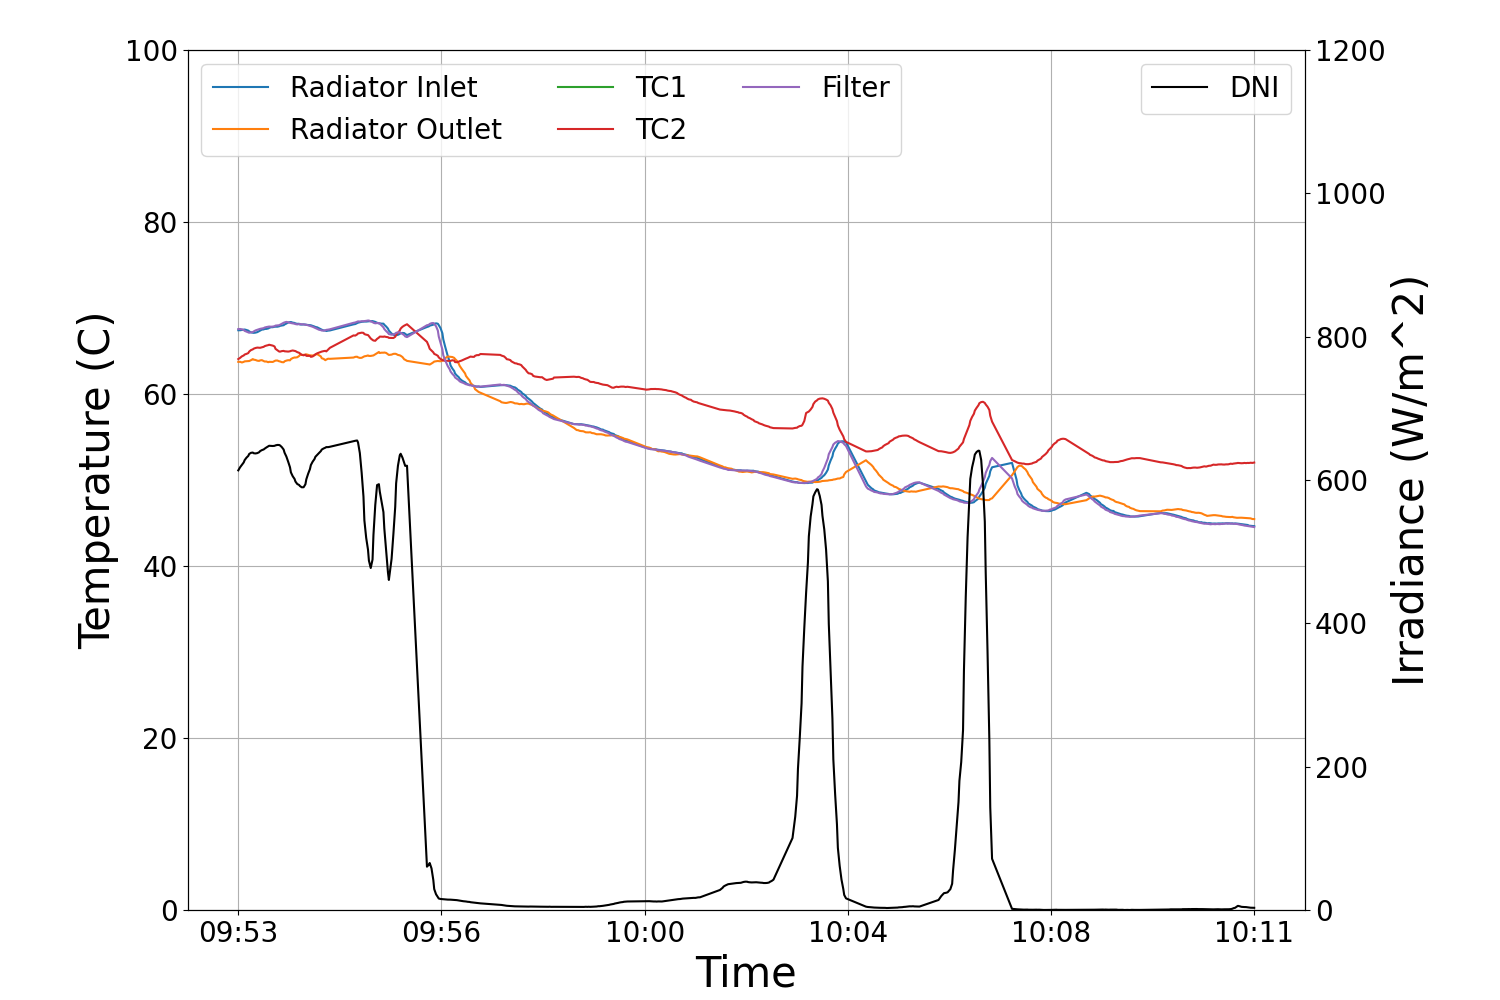 Radiator Inlet
Radiator Outlet
TC1
TC2
Filter
DNI
100
80
60
40
20
0
Temperature (C)
1200
1000
800
600
400
200
0
Irradiance (W/m^2)
09:53
09:56
10:00
10:04
10:08
10:11
Time